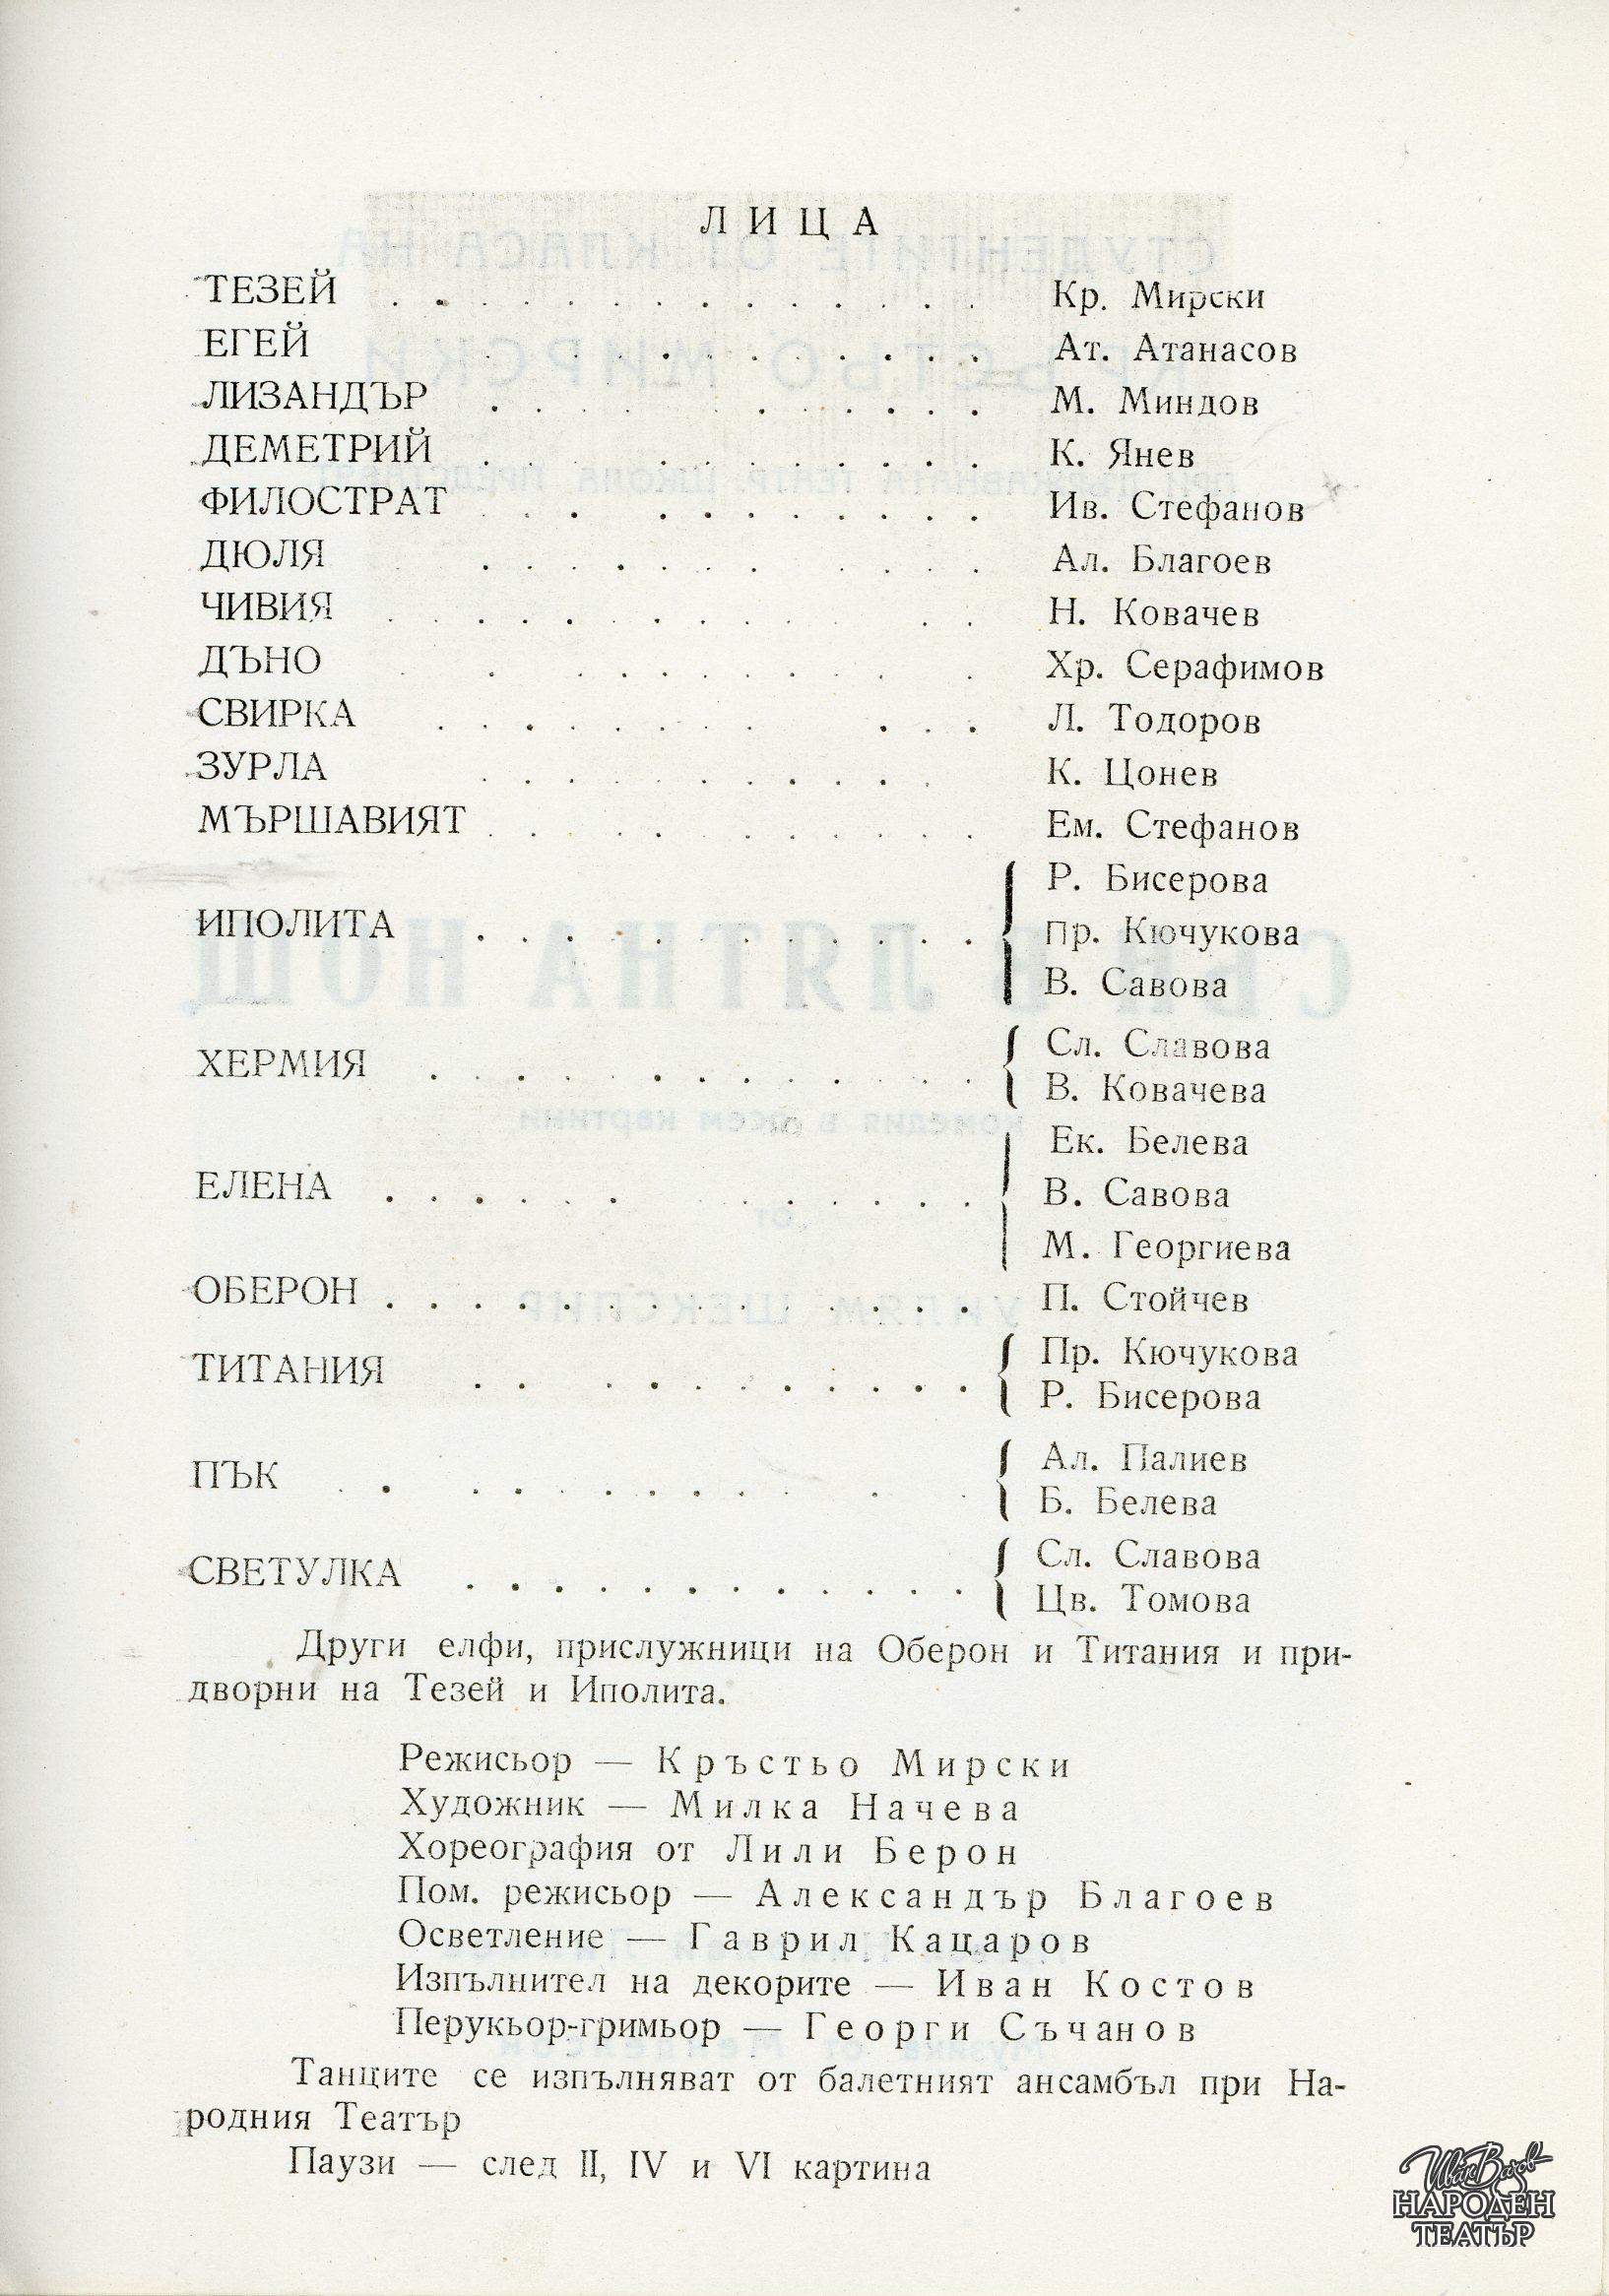 ЛИЦА
ТЕЗЕЙ . . . . . . . . . . . . . Кр. Мирски
ЕГЕЙ . . . . . . . . . . Ат. Атанасов
ЛИЗАНДЪР . . . . . . . . . . М. Миндов
ДЕМЕТРИЙ . . . . . . . . . . К. Янев
ФИЛОСТРАТ . . . . . . . . . . Ив. Стефанов
ДЮЛЯ . . . . . . . . . . . Ал. Благоев
ЧИВИЯ . . . . . . . . . . . Н. Ковачев
ДЪНО . . . . . . . . . . Хр. Серафимов
СВИРКА . . . . . . . . . . . Л. Тодоров
ЗУРЛА . . . . . . . . . . . К. Цонев
МЪРШАВИЯТ . . . . . . . . . . Ем. Стефанов
Р. Бисерова
ИПОЛИТА . . . . . . . . . . . . Пр. Кючукова
В. Савова
Сл. Славова
ХЕРМИЯ . . . . . . . . . . . . .
В. Ковачева
Ек. Белева
ЕЛЕНА . . . . . . . . . . . . В. Савова
М. Георгиева
ОБЕРОН . . . . . . . . . . . . . . П. Стойчев
Пр. Кючукова
ТИТАНИЯ . . . . . . . . . . .
Р. Бисерова
Ал. Палиев
ПЪК . . . . . . . . . . . .
Б. Белева
Сл. Славова
СВЕТУЛКА . . . . . . . . . . . .
Цв. Томова
Други елфи, прислужници на Оберон и Титания и при-
дворни на Тезей и Иполита.
Режисьор — Кръстьо Мирски
Художник — Милка Начева
Хореография от Лили Берон
Пом. режисьор — Александър Благоев
Осветление — Гаврил Кацаров
Изпълнител на декорите — Иван Костов
Перукьор-гримьор — Георги Съчанов
Танците се изпълняват от балетният ансамбъл при На-
родния Театър
Паузи — след II, IV и VI картина
Иван Вазов
НАРОДЕН
ТЕАТЪР